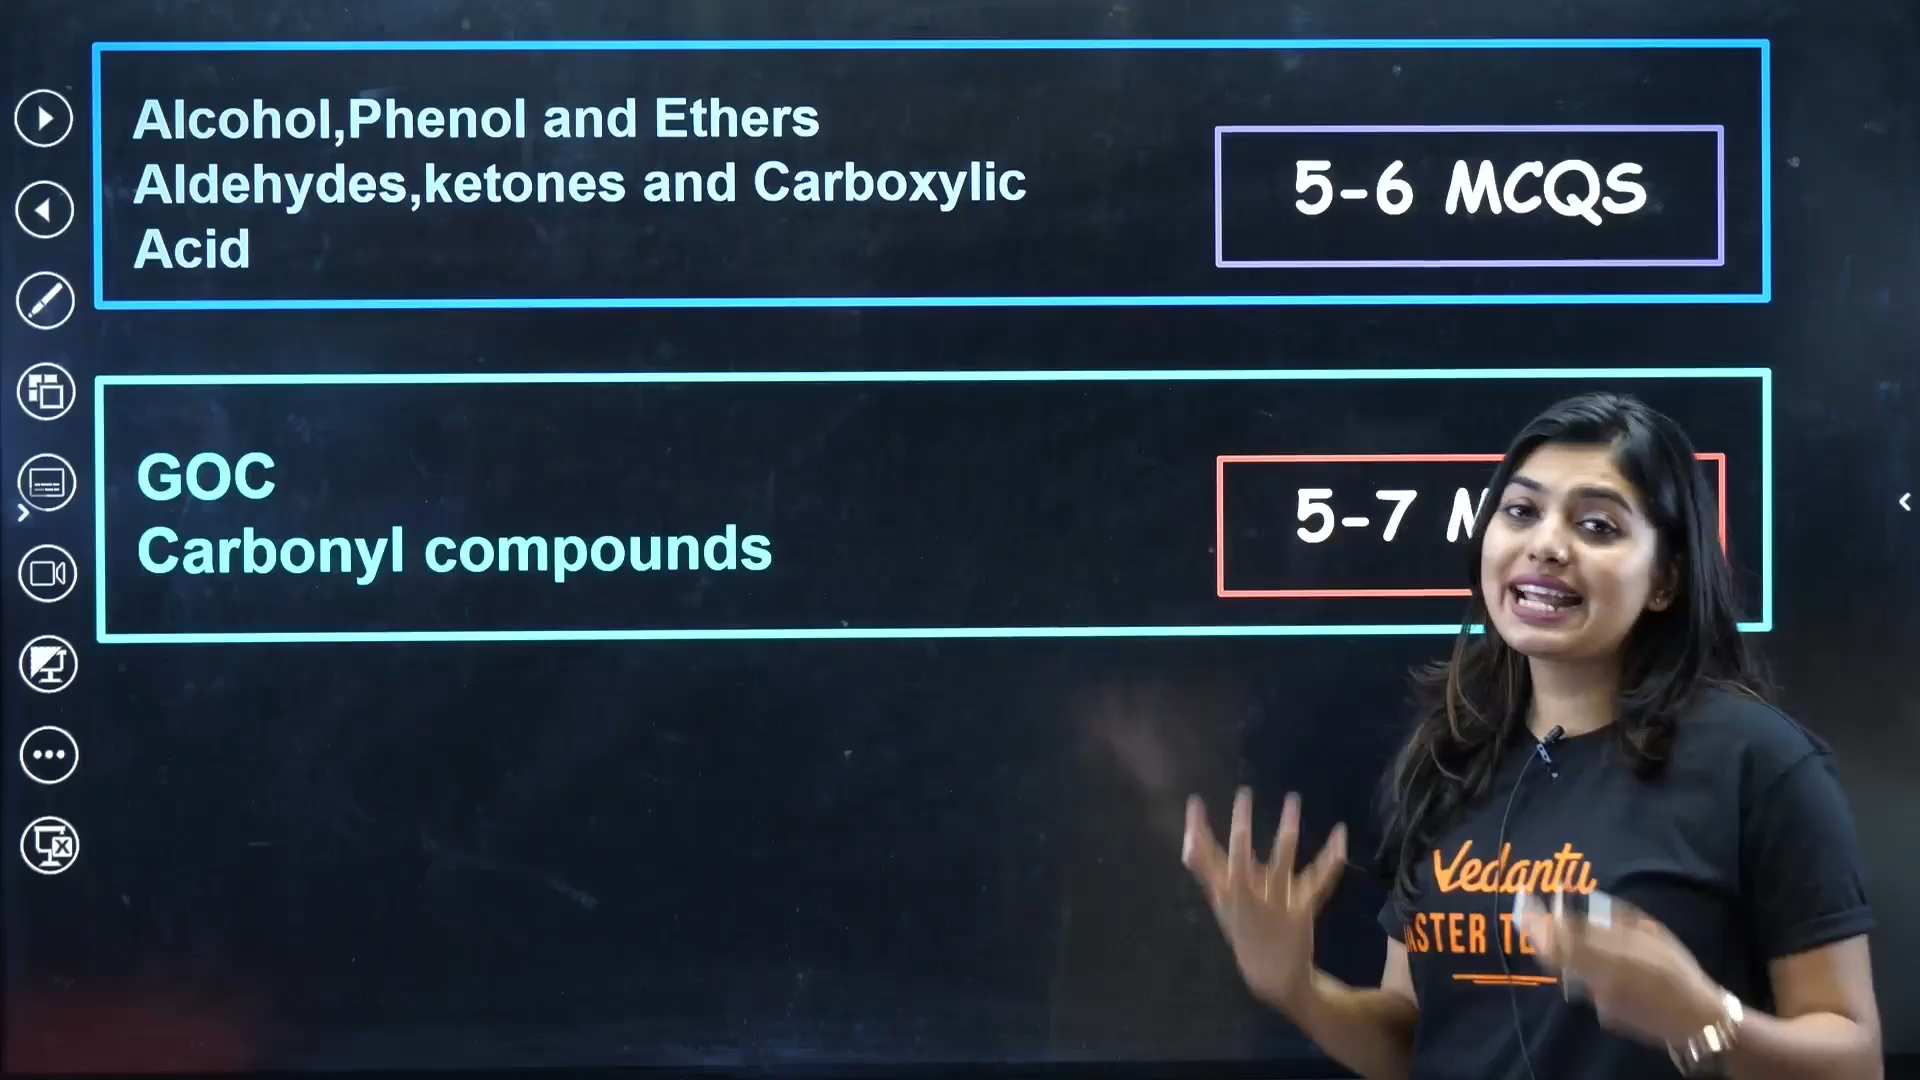 Alcohol,Phenol and Ethers
Aldehydes,ketones and Carboxylic
Acid
5-6 MCQS
GOC
Carbonyl compounds
5-7
Vedantu